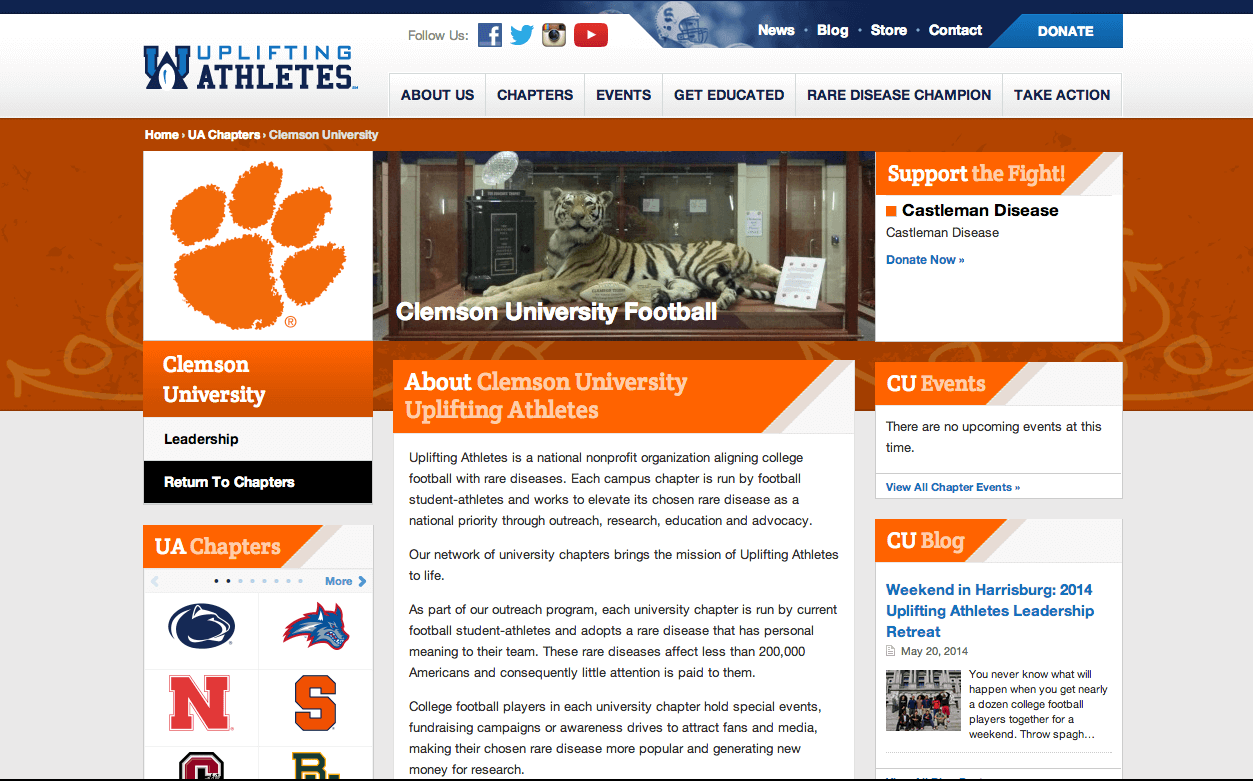 Follow Us:
News • Blog • Store • Contact
DONATE
UPLIFTING
ATHLETES
ABOUT US
CHAPTERS
EVENTS
GET EDUCATED
RARE DISEASE CHAMPION
TAKE ACTION
Home › UA Chapters › Clemson University
®
Clemson
University
Leadership
Return To Chapters
UA Chapters
More
N
S
Clemson University Football
About Clemson University
Uplifting Athletes
Uplifting Athletes is a national nonprofit organization aligning college
football with rare diseases. Each campus chapter is run by football
student-athletes and works to elevate its chosen rare disease as a
national priority through outreach, research, education and advocacy.
Our network of university chapters brings the mission of Uplifting Athletes
to life.
As part of our outreach program, each university chapter is run by current
football student-athletes and adopts a rare disease that has personal
meaning to their team. These rare diseases affect less than 200,000
Americans and consequently little attention is paid to them.
College football players in each university chapter hold special events,
fundraising campaigns or awareness drives to attract fans and media,
making their chosen rare disease more popular and generating new
money for research.
Support the Fight!
Castleman Disease
Castleman Disease
Donate Now »
CU Events
There are no upcoming events at this
time.
View All Chapter Events »
CU Blog
Weekend in Harrisburg: 2014
Uplifting Athletes Leadership
Retreat
May 20, 2014
You never know what will
happen when you get nearly
a dozen college football
players together for a
weekend. Throw spagh...